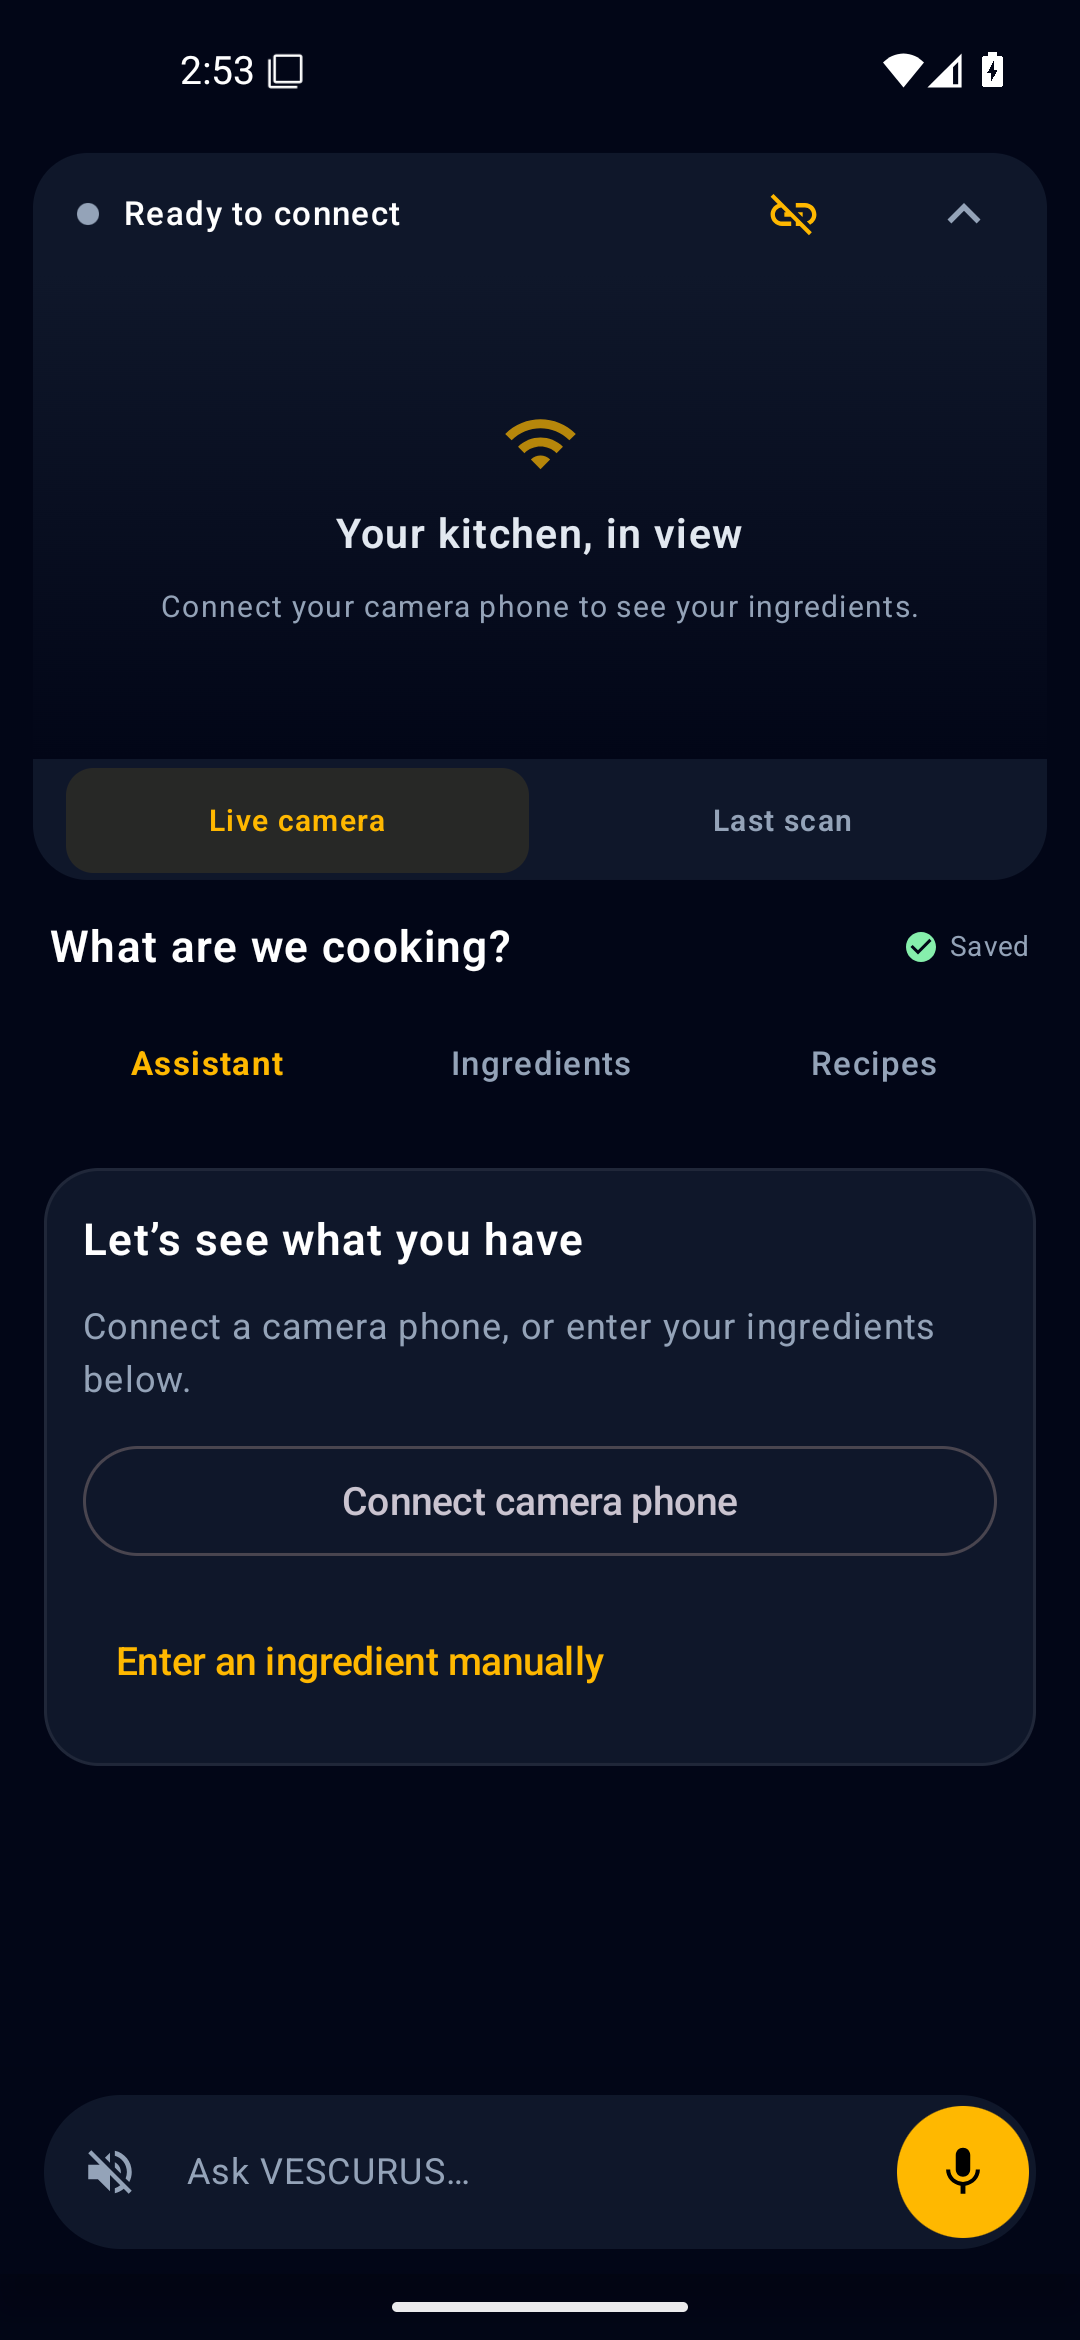 2:53
Ready to connect
Your kitchen, in view
Connect your camera phone to see your ingredients.
Live camera
Last scan
What are we cooking?
Saved
Assistant
Ingredients
Recipes
Let’s see what you have
Connect a camera phone, or enter your ingredients
below.
Connect camera phone
Enter an ingredient manually
Ask VESCURUS…